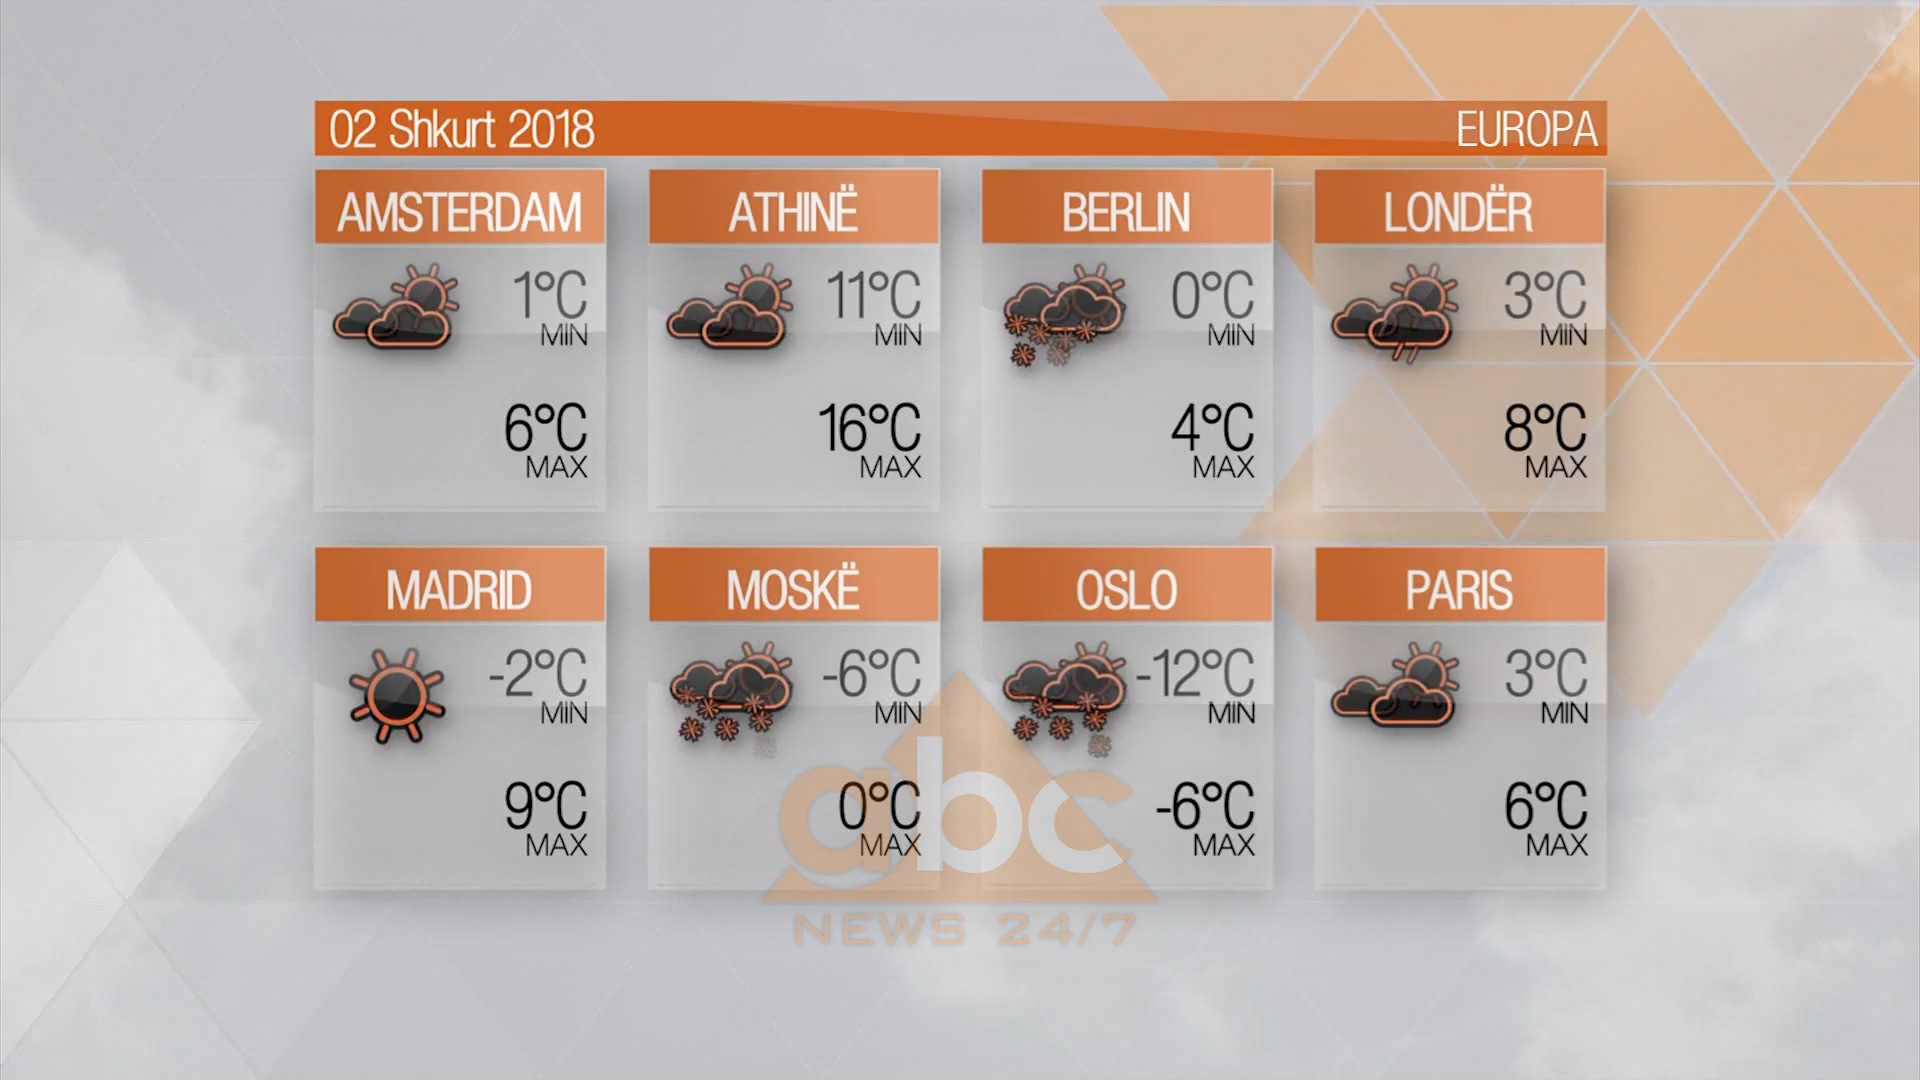 02 Shkurt 2018 EUROPA
AMSTERDAM
1°C
MIN
6°C
MAX
ATHINË
11°C
MIN
16°C
MAX
BERLIN
0°C
MIN
4°C
MAX
LONDËR
3°C
MIN
8°C
MAX
MADRID
-2°C
MIN
9°C
MAX
MOSKË
-6°C
MIN
0°C
MAX
OSLO
-12°C
MIN
-6°C
MAX
PARIS
3°C
MIN
6°C
MAX
abc
NEWS 24/7